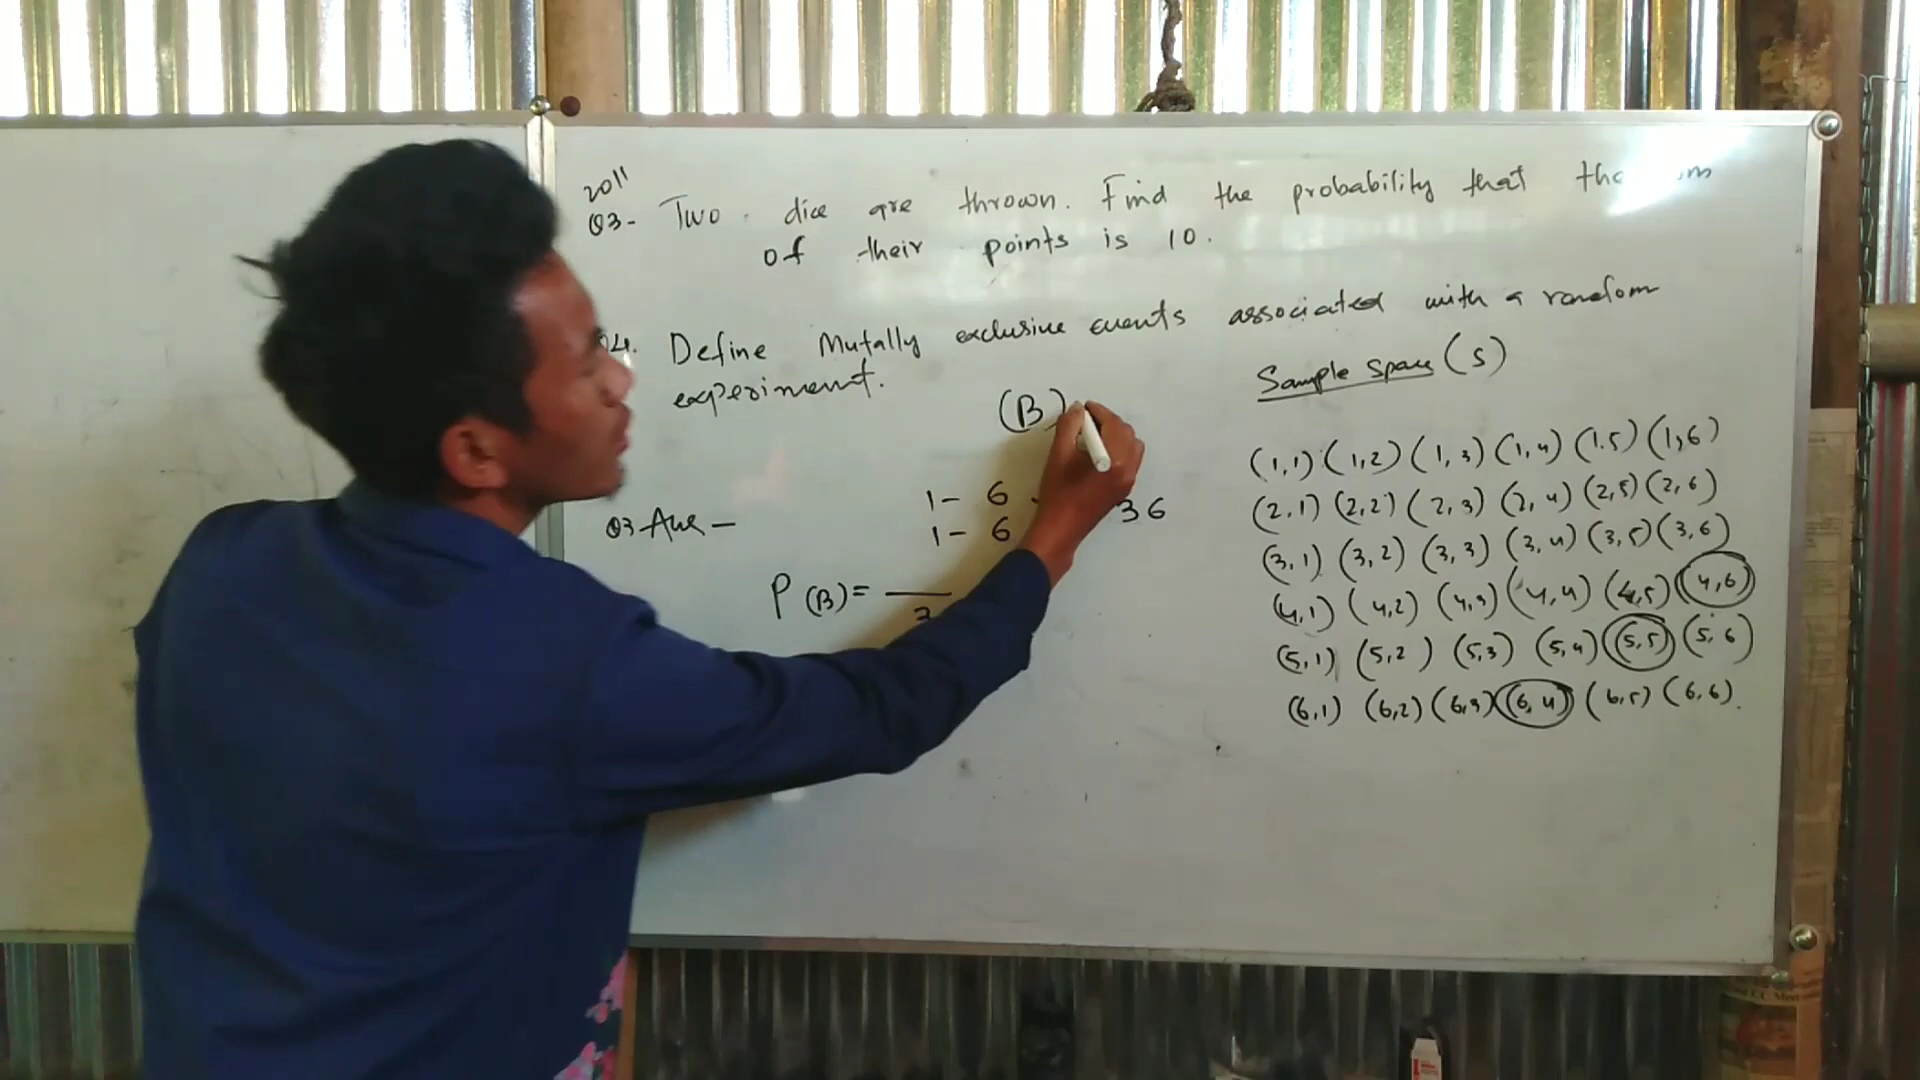 2011
Q3- Two dice are thrown. Find the probability that
of their points is 10.
Define Mutally exclusive events associated with a random
experiment.
Sample space (S)
(B)
(1,1) (1,2) (1,3) (1,4) (1.5) (1,6)
(2,1) (2,2) (2,3) (2,4) (2,5) (2,6)
(3,1) (3,2) (3,3) (3,4) (3,5) (3,6)
(4,1) (4,2) (4,3) (4,4) (4,5) (4,6)
(5,1) (5,2) (5,3) (5,4) (5,5) (5,6)
(6,1) (6,2) (6,3) (6,4) (6,5) (6,6).
Q3 Ans -
1 - 6
1 - 6
36
P(B) =